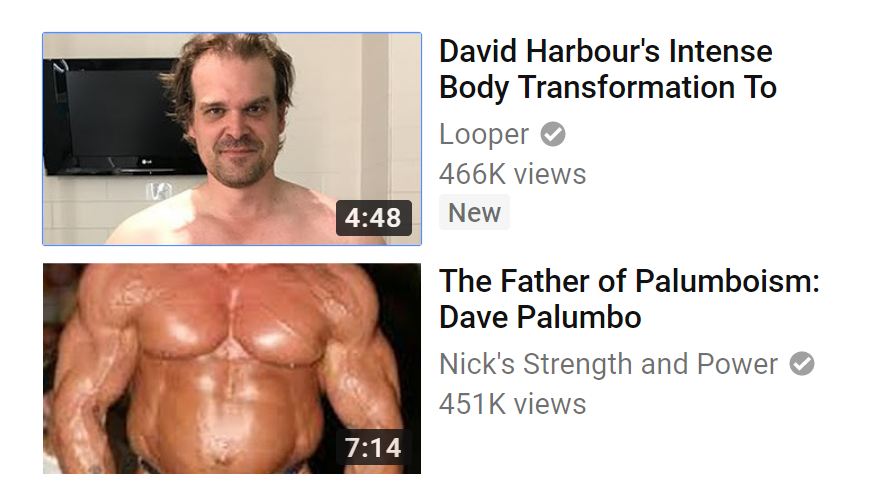 David Harbour's Intense
Body Transformation To
Looper
466K views
New
LG
4:48
The Father of Palumboism:
Dave Palumbo
Nick's Strength and Power
451K views
7:14